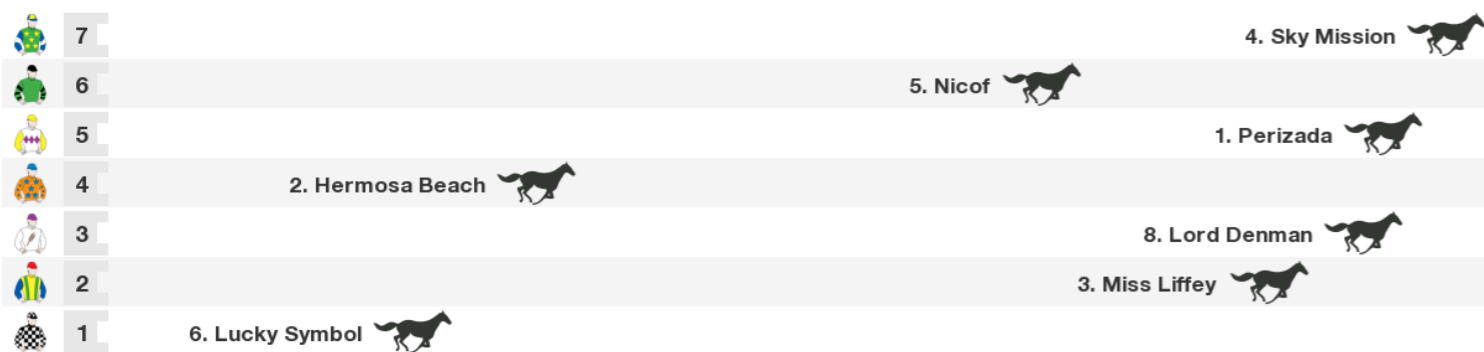 7 4. Sky Mission
6 5. Nicof
5 1. Perizada
4 2. Hermosa Beach
3 8. Lord Denman
2 3. Miss Liffey
1 6. Lucky Symbol